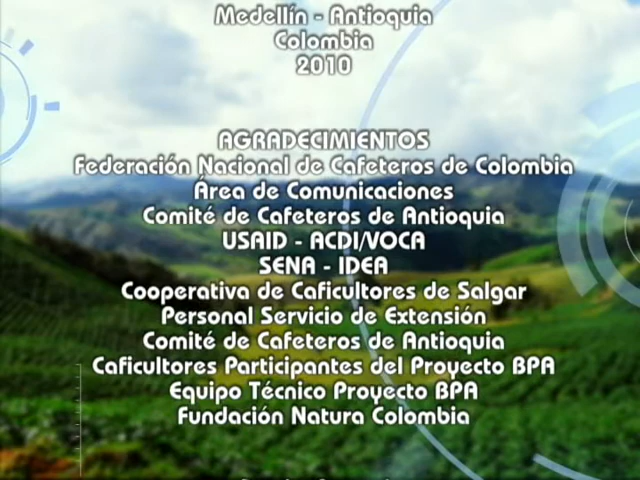 Medellín - Antioquia
Colombia
2010
AGRADECIMIENTOS
Federación Nacional de Cafeteros de Colombia
Área de Comunicaciones
Comité de Cafeteros de Antioquia
USAID - ACDI/VOCA
SENA - IDEA
Cooperativa de Caficultores de Salgar
Personal Servicio de Extensión
Comité de Cafeteros de Antioquia
Caficultores Participantes del Proyecto BPA
Equipo Técnico Proyecto BPA
Fundación Natura Colombia